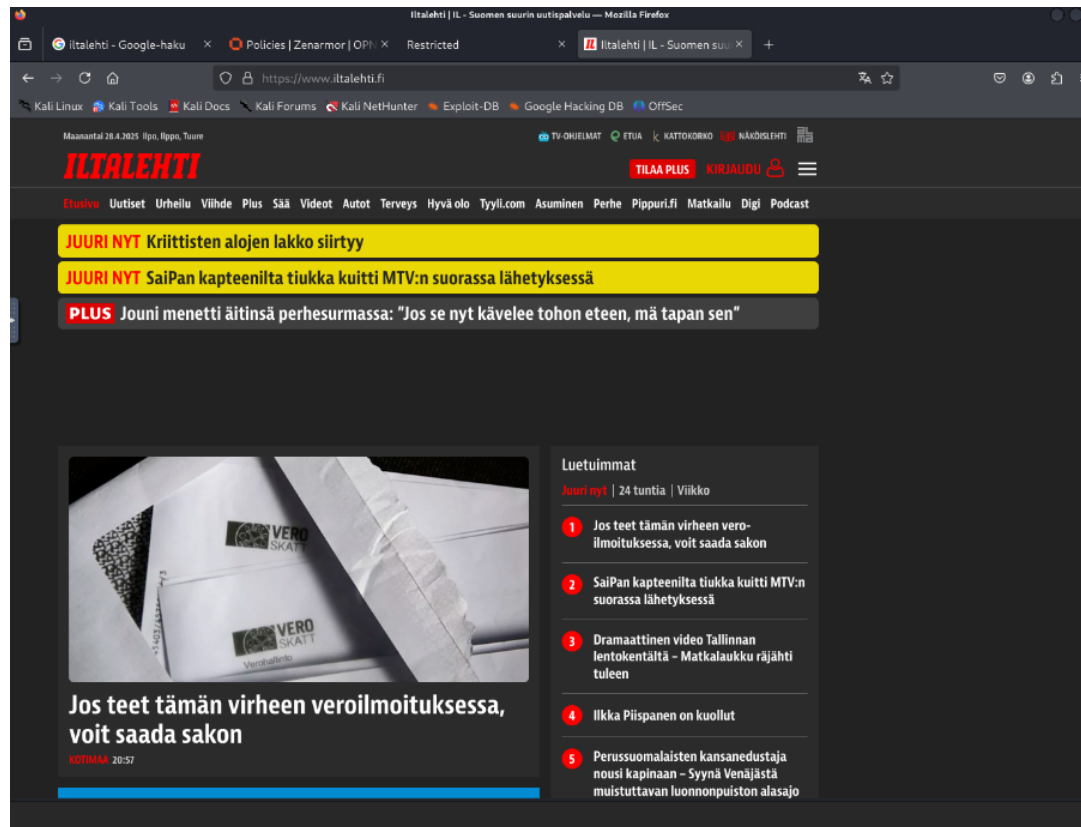 Iltalehti | IL - Suomen suurin uutispalvelu — Mozilla Firefox
iltalehti - Google-haku
Policies | Zenarmor | OPN
Restricted
Iltalehti | IL - Suomen suu
https://www.iltalehti.fi
Kali Linux Kali Tools Kali Docs Kali Forums Kali NetHunter Exploit-DB Google Hacking DB OffSec
Maanantai 28.4.2025 Ilpo, Ilppo, Tuure
TV-OHJELMAT ETUA KATTOKORKO NÄKÖISLEHTI
ILTALEHTI
TILAA PLUS KIRJAUDU
Etusivu Uutiset Urheilu Viihde Plus Sää Videot Autot Terveys Hyvä olo Tyyli.com Asuminen Perhe Pippuri.fi Matkailu Digi Podcast
JUURI NYT Kriittisten alojen lakko siirtyy
JUURI NYT SaiPan kapteenilta tiukka kuitti MTV:n suorassa lähetyksessä
PLUS Jouni menetti äitinsä perhesurmassa: ”Jos se nyt kävelee tohon eteen, mä tapan sen”
VERO
SKATT
VERO
SKATT
Verohallinto
Jos teet tämän virheen veroilmoituksessa,
voit saada sakon
KOTIMAA 20:57
Luetuimmat
Juuri nyt | 24 tuntia | Viikko
1 Jos teet tämän virheen vero-
ilmoituksessa, voit saada sakon
2 SaiPan kapteenilta tiukka kuitti MTV:n
suorassa lähetyksessä
3 Dramaattinen video Tallinnan
lentokentältä – Matkalaukku räjähti
tuleen
4 Ilkka Piispanen on kuollut
5 Perussuomalaisten kansanedustaja
nousi kapinaan – Syynä Venäjästä
muistuttavan luonnonpuiston alasajo